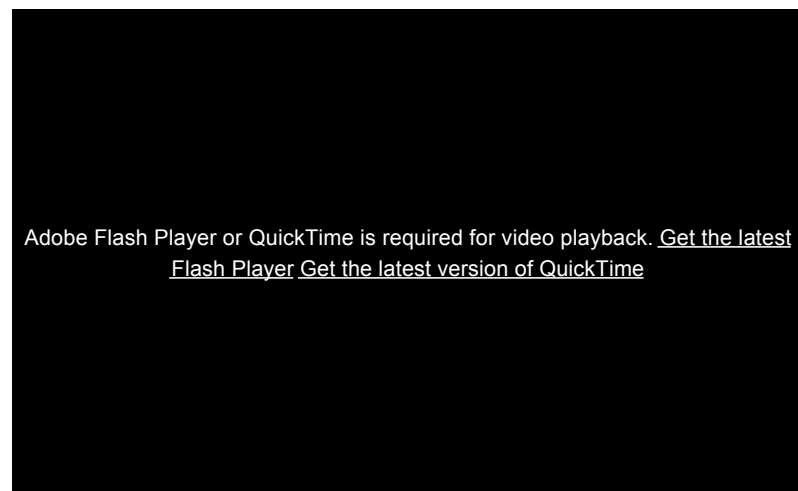 Adobe Flash Player or QuickTime is required for video playback. Get the latest
Flash Player Get the latest version of QuickTime